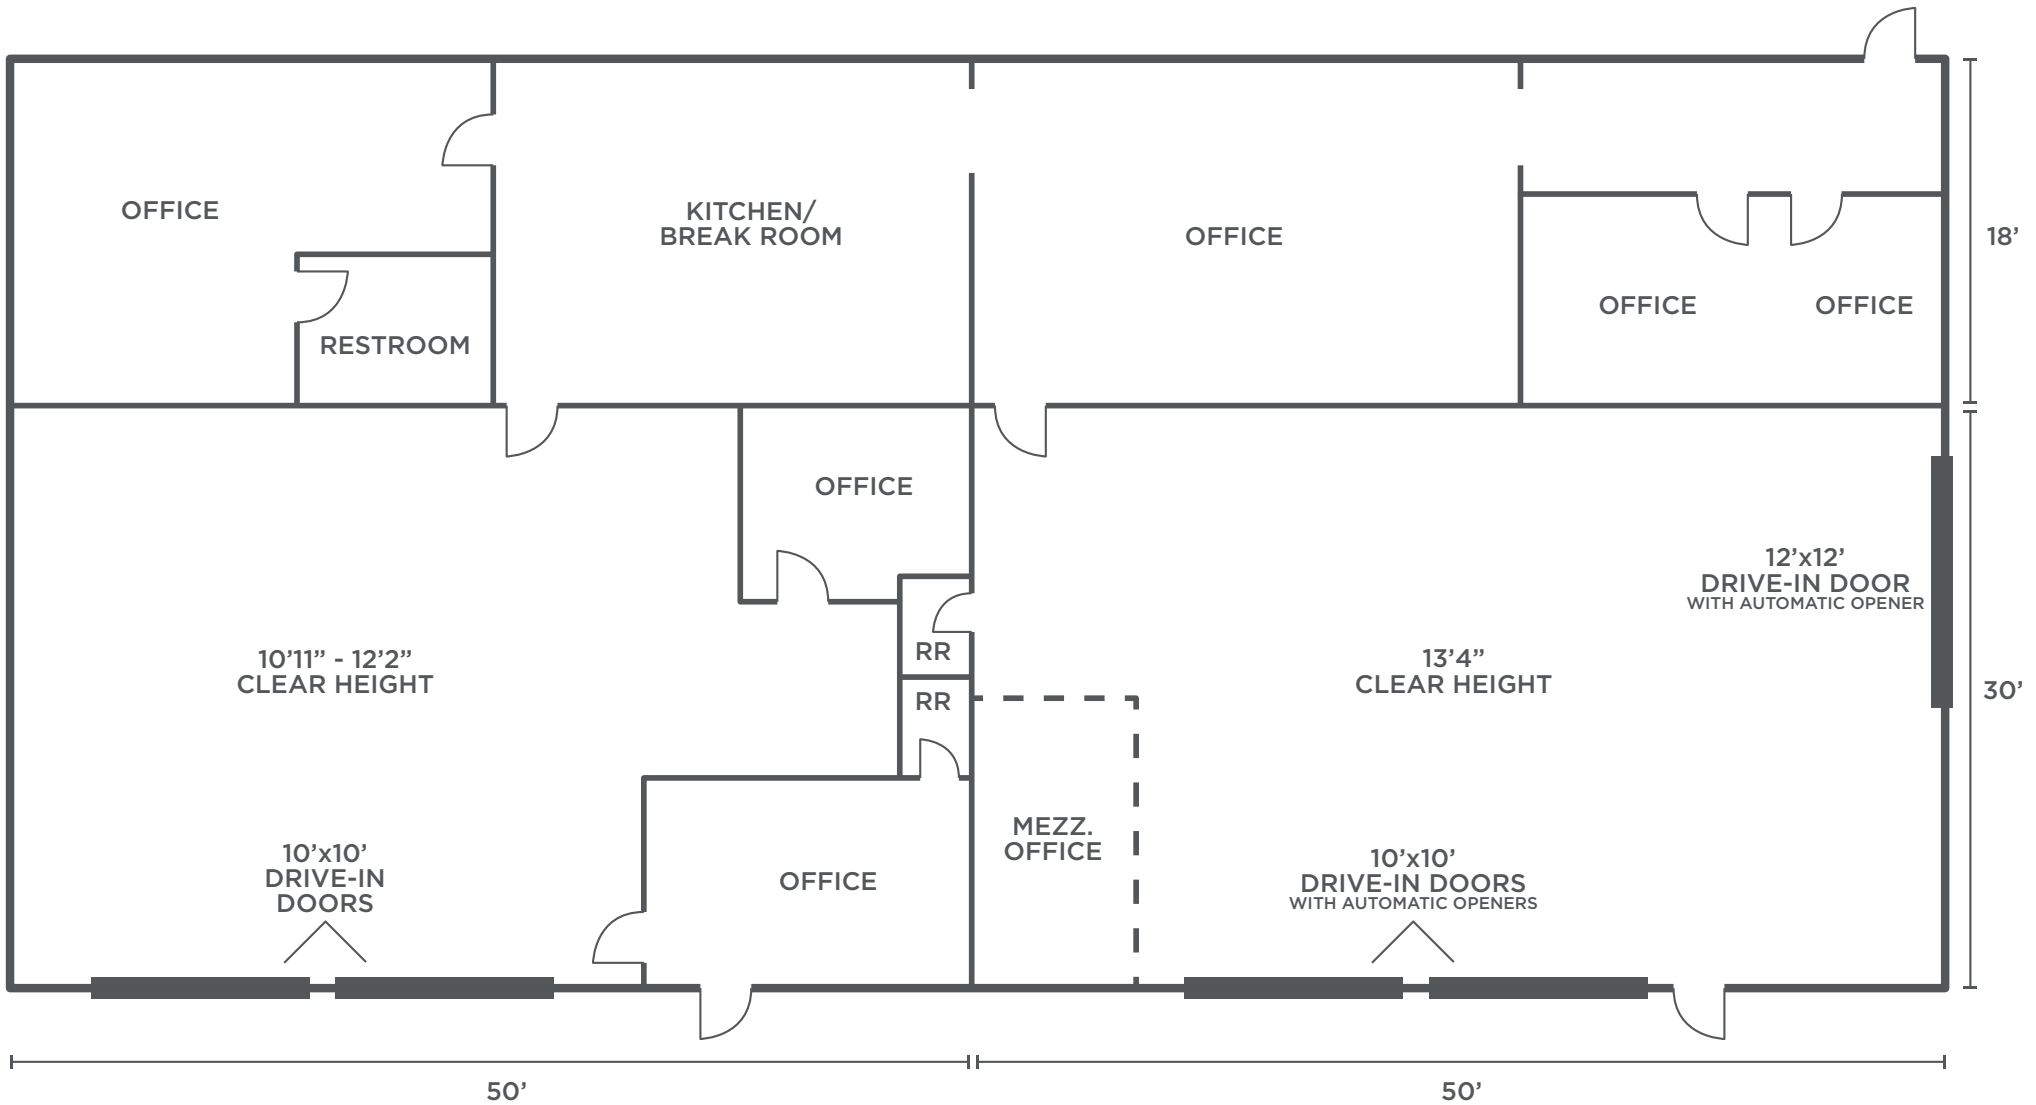 OFFICE
KITCHEN/
BREAK ROOM
OFFICE
18’
OFFICE
OFFICE
RESTROOM
OFFICE
12’x12’
DRIVE-IN DOOR
WITH AUTOMATIC OPENER
RR
10’11” - 12’2”
CLEAR HEIGHT
13’4”
CLEAR HEIGHT
30’
RR
MEZZ.
OFFICE
10’x10’
DRIVE-IN
DOORS
OFFICE
10’x10’
DRIVE-IN DOORS
WITH AUTOMATIC OPENERS
50’
50’